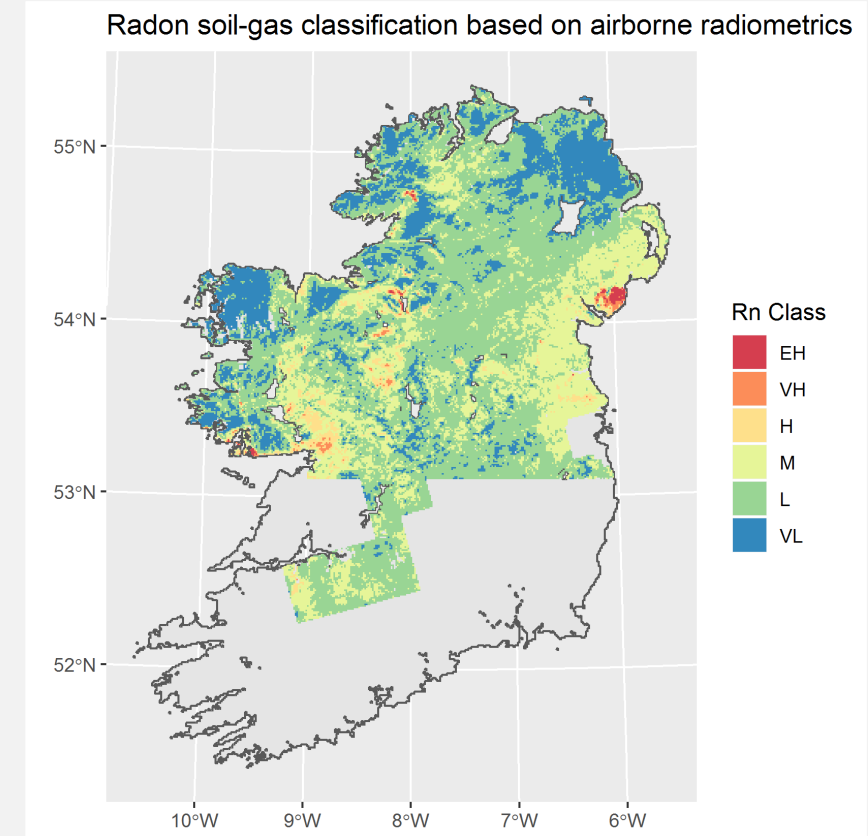 Radon soil-gas classification based on airborne radiometrics
55°N
54°N
53°N
52°N
10°W 9°W 8°W 7°W 6°W
Rn Class
EH
VH
H
M
L
VL